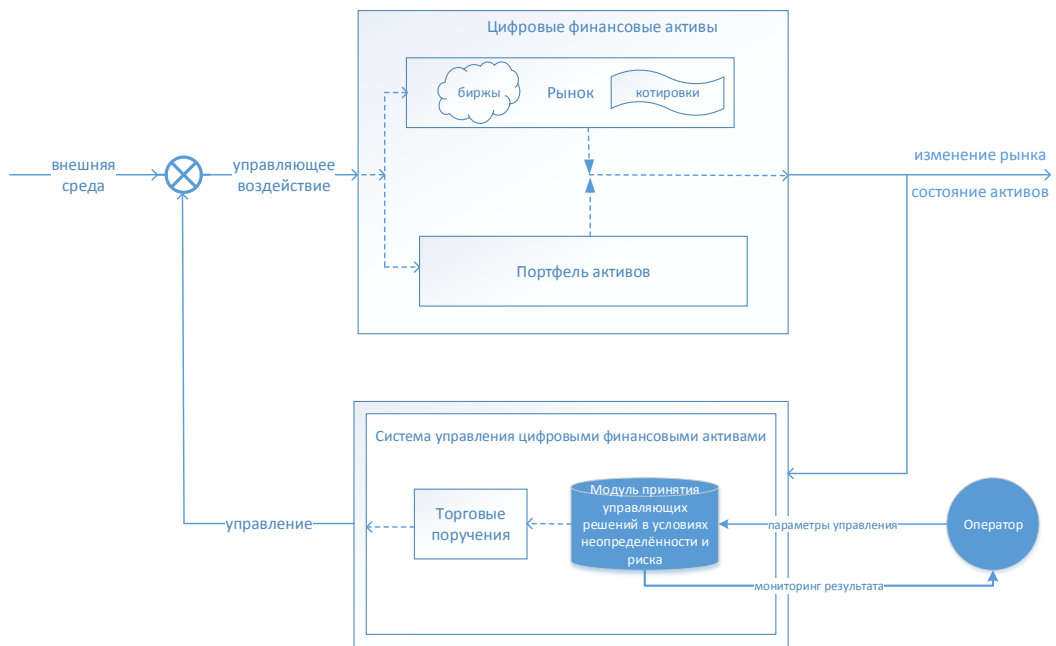 Цифровые финансовые активы
биржы
Рынок
котировки
внешняя
среда
управляющее
воздействие
изменение рынка
состояние активов
Портфель активов
Система управления цифровыми финансовыми активами
Модуль принятия
управляющих
решений в условиях
неопределённости и
риска
Торговые
поручения
управление
параметры управления
Оператор
мониторинг результата